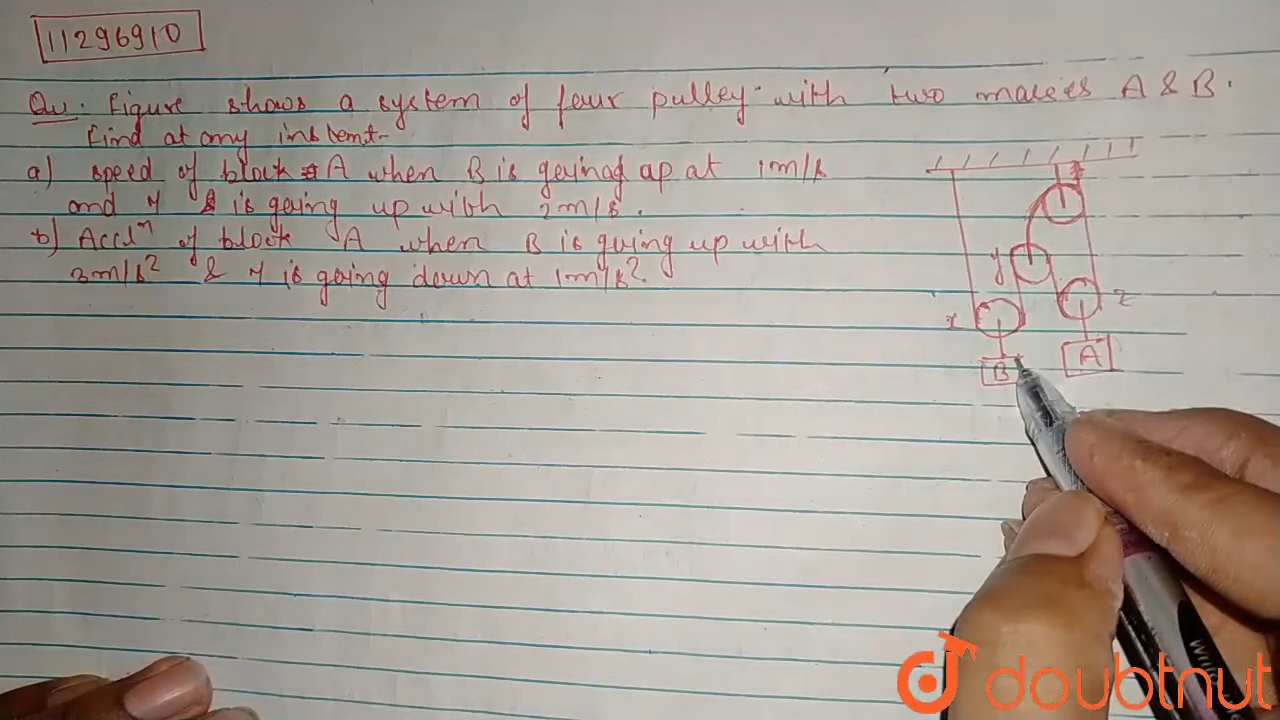 11296910
Qu. Figure shows a system of four pulley with two masses A & B.
Find at any instent
a) speed of block A when B is going up at 1m/s
and Y is going up with 2m/s.
b) Acclⁿ of block A when B is going up with
3m/s² & Y is going down at 1m/s².
y
x
z
B
A
doubtnut